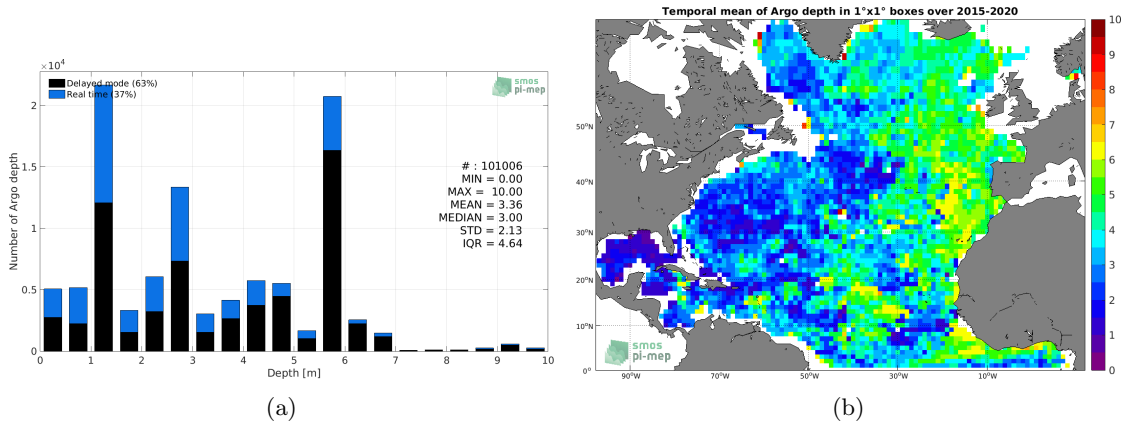 ×10⁴
Delayed mode (63%)
Real time (37%)
smos
pi-mep
# : 101006
MIN = 0.00
MAX = 10.00
MEAN = 3.36
MEDIAN = 3.00
STD = 2.13
IQR = 4.64
Number of Argo depth
2
1.5
1
0.5
0
0 1 2 3 4 5 6 7 8 9 10
Depth [m]
(a)
Temporal mean of Argo depth in 1°x1° boxes over 2015-2020
50°N
40°N
30°N
20°N
10°N
0°
90°W 70°W 50°W 30°W 10°W
smos
pi-mep
10
9
8
7
6
5
4
3
2
1
0
(b)